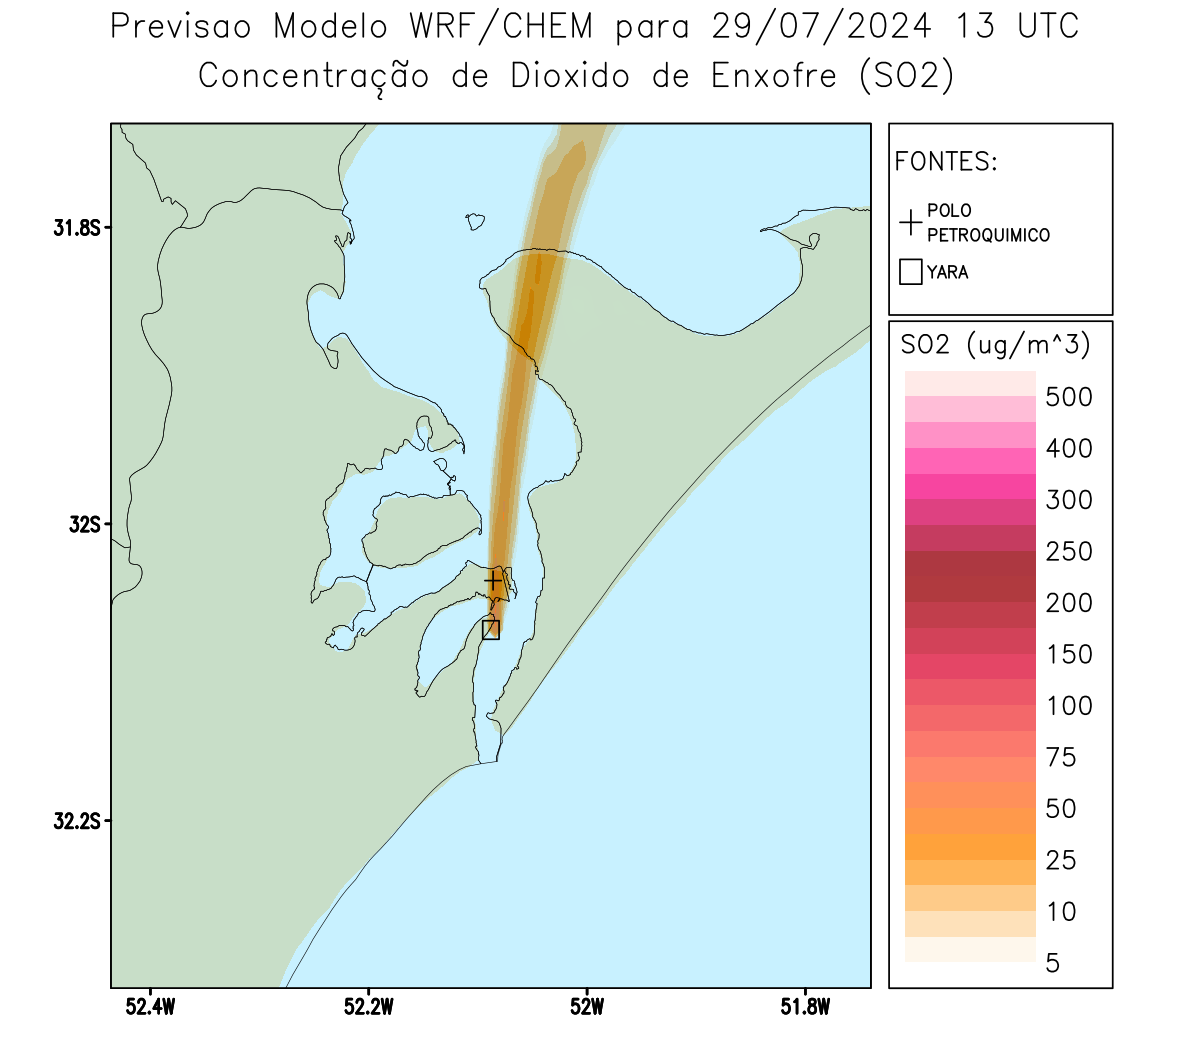 Previsao Modelo WRF/CHEM para 29/07/2024 13 UTC
Concentração de Dioxido de Enxofre (SO2)
FONTES:
POLO
PETROQUIMICO
YARA
SO2 (ug/m^3)
500
400
300
250
200
150
100
75
50
25
10
5
31.8S
32S
32.2S
52.4W
52.2W
52W
51.8W